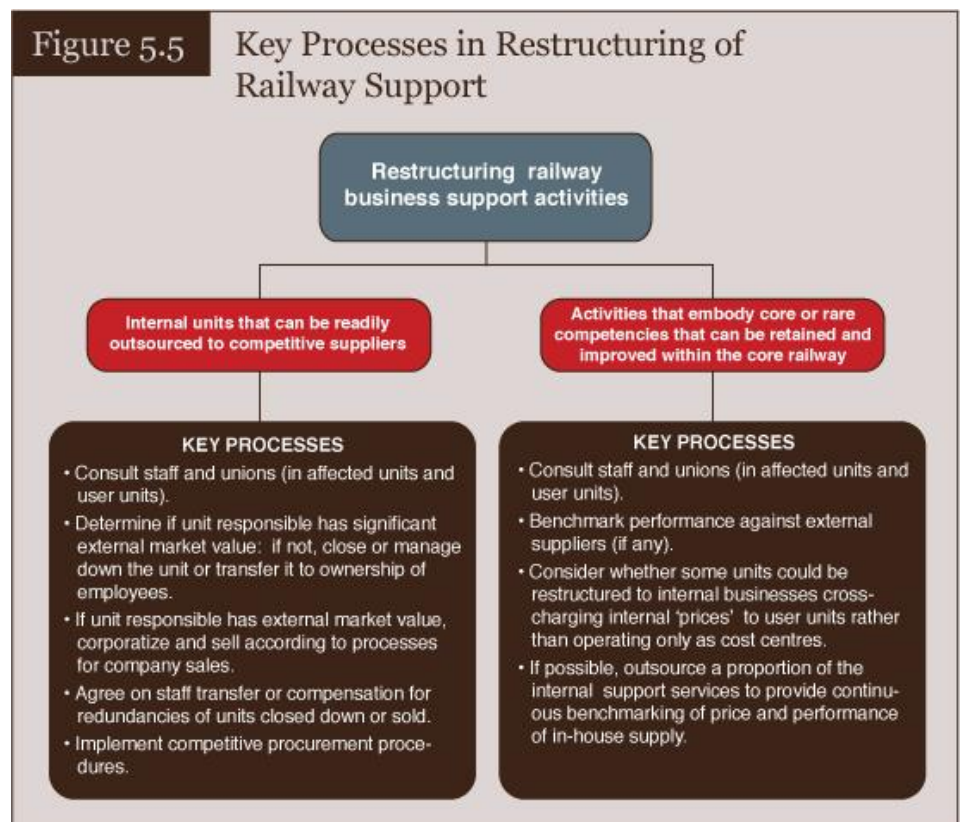 Figure 5.5
Key Processes in Restructuring of
Railway Support
Restructuring railway
business support activities
Internal units that can be readily
outsourced to competitive suppliers
Activities that embody core or rare
competencies that can be retained and
improved within the core railway
KEY PROCESSES
• Consult staff and unions (in affected units and
user units).
• Determine if unit responsible has significant
external market value: if not, close or manage
down the unit or transfer it to ownership of
employees.
• If unit responsible has external market value,
corporatize and sell according to processes
for company sales.
• Agree on staff transfer or compensation for
redundancies of units closed down or sold.
• Implement competitive procurement proce-
dures.
KEY PROCESSES
• Consult staff and unions (in affected units and
user units).
• Benchmark performance against external
suppliers (if any).
• Consider whether some units could be
restructured to internal businesses cross-
charging internal ‘prices’ to user units rather
than operating only as cost centres.
• If possible, outsource a proportion of the
internal support services to provide continu-
ous benchmarking of price and performance
of in-house supply.